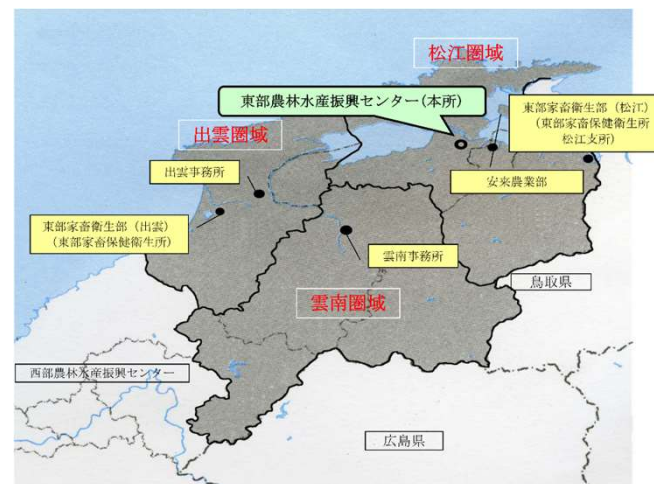 松江圏域
東部農林水産振興センター(本所)
東部家畜衛生部(松江)
(東部家畜保健衛生所
松江支所)
出雲圏域
出雲事務所
安来農業部
東部家畜衛生部(出雲)
(東部家畜保健衛生所)
雲南事務所
鳥取県
雲南圏域
西部農林水産振興センター
広島県